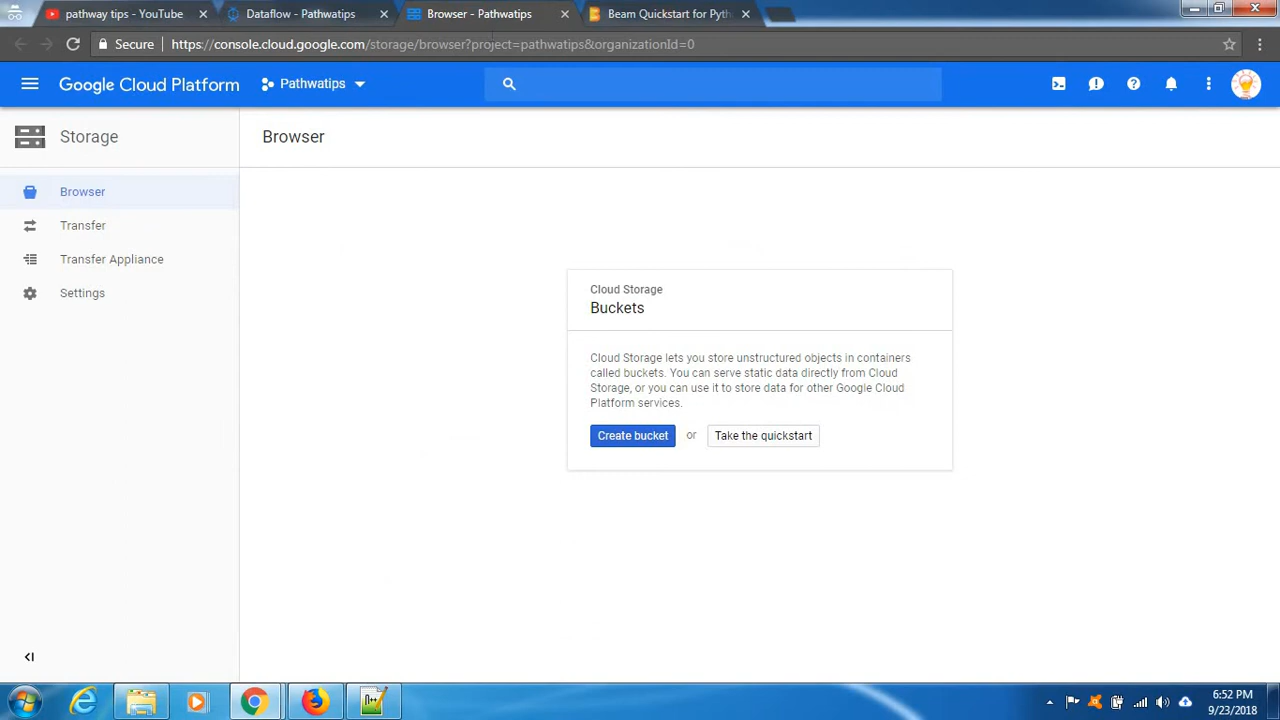 pathway tips - YouTube
Dataflow - Pathwatips
Browser - Pathwatips
Beam Quickstart for Pyth
Secure
https://console.cloud.google.com/storage/browser?project=pathwatips&organizationId=0
Google Cloud Platform
Pathwatips
Storage
Browser
Browser
Transfer
Transfer Appliance
Settings
Cloud Storage
Buckets
Cloud Storage lets you store unstructured objects in containers
called buckets. You can serve static data directly from Cloud
Storage, or you can use it to store data for other Google Cloud
Platform services.
Create bucket or Take the quickstart
6:52 PM
9/23/2018